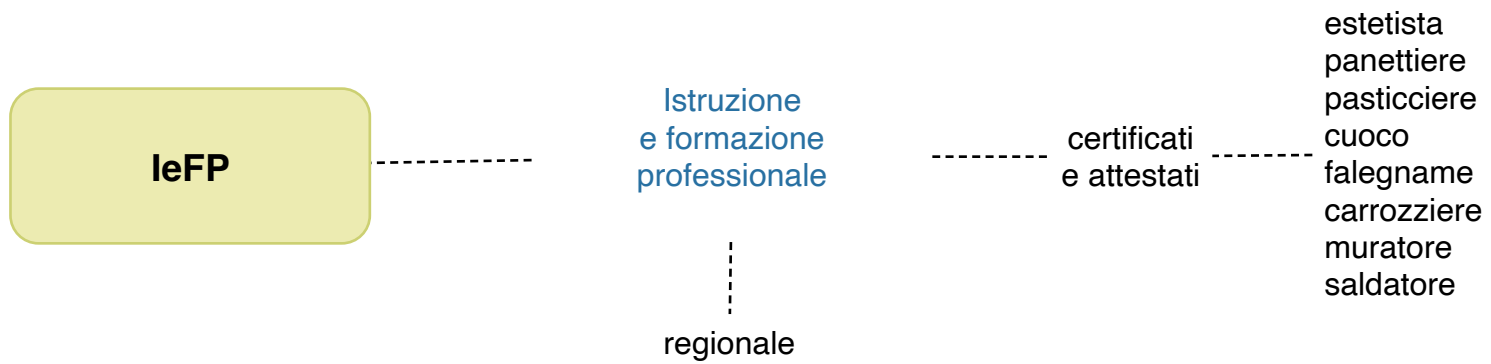 IeFP
Istruzione
e formazione
professionale
regionale
certificati
e attestati
estetista
panettiere
pasticciere
cuoco
falegname
carrozziere
muratore
saldatore